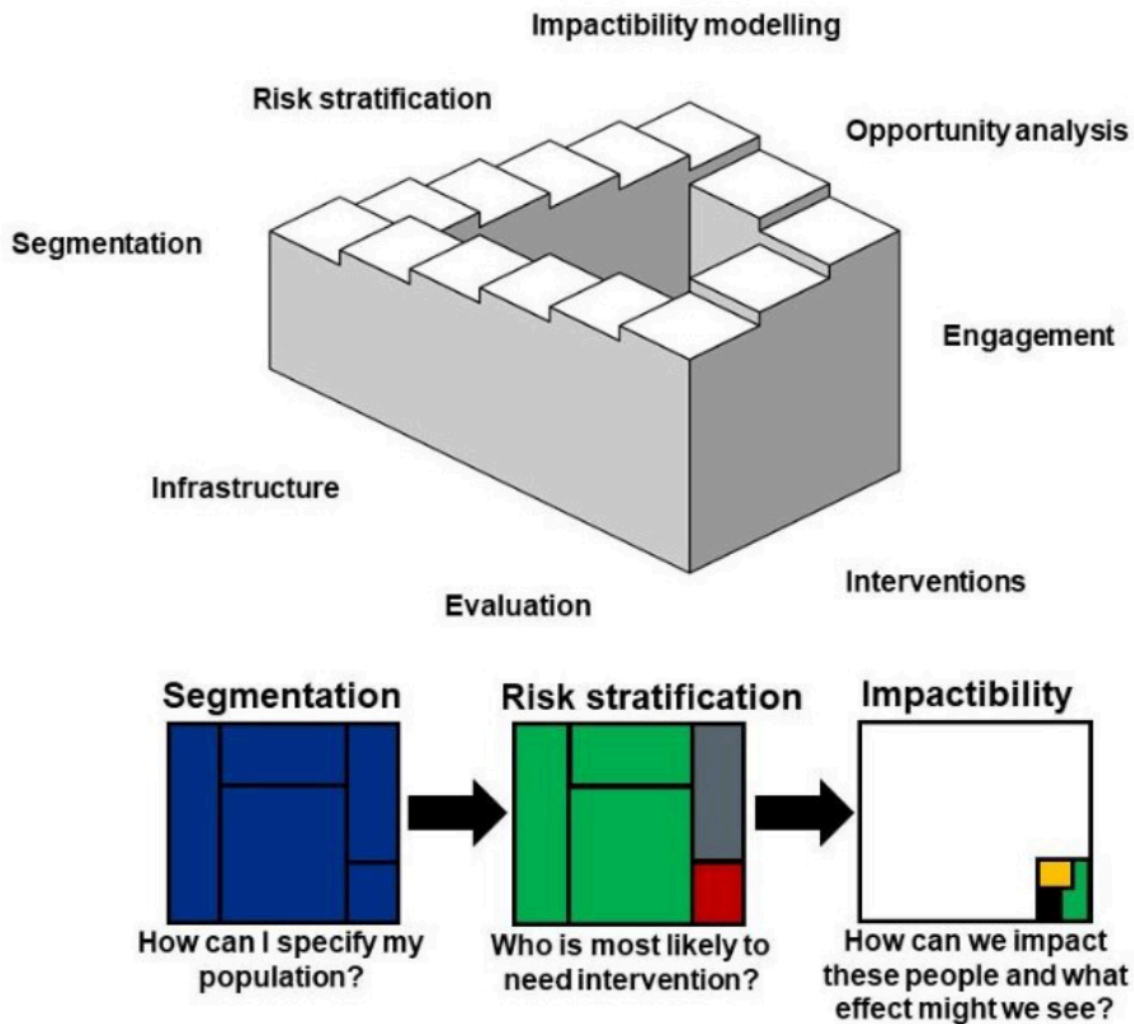 Impactibility modelling
Risk stratification
Opportunity analysis
Segmentation
Engagement
Infrastructure
Interventions
Evaluation
Segmentation
Risk stratification
Impactibility
How can I specify my
population?
Who is most likely to
need intervention?
How can we impact
these people and what
effect might we see?